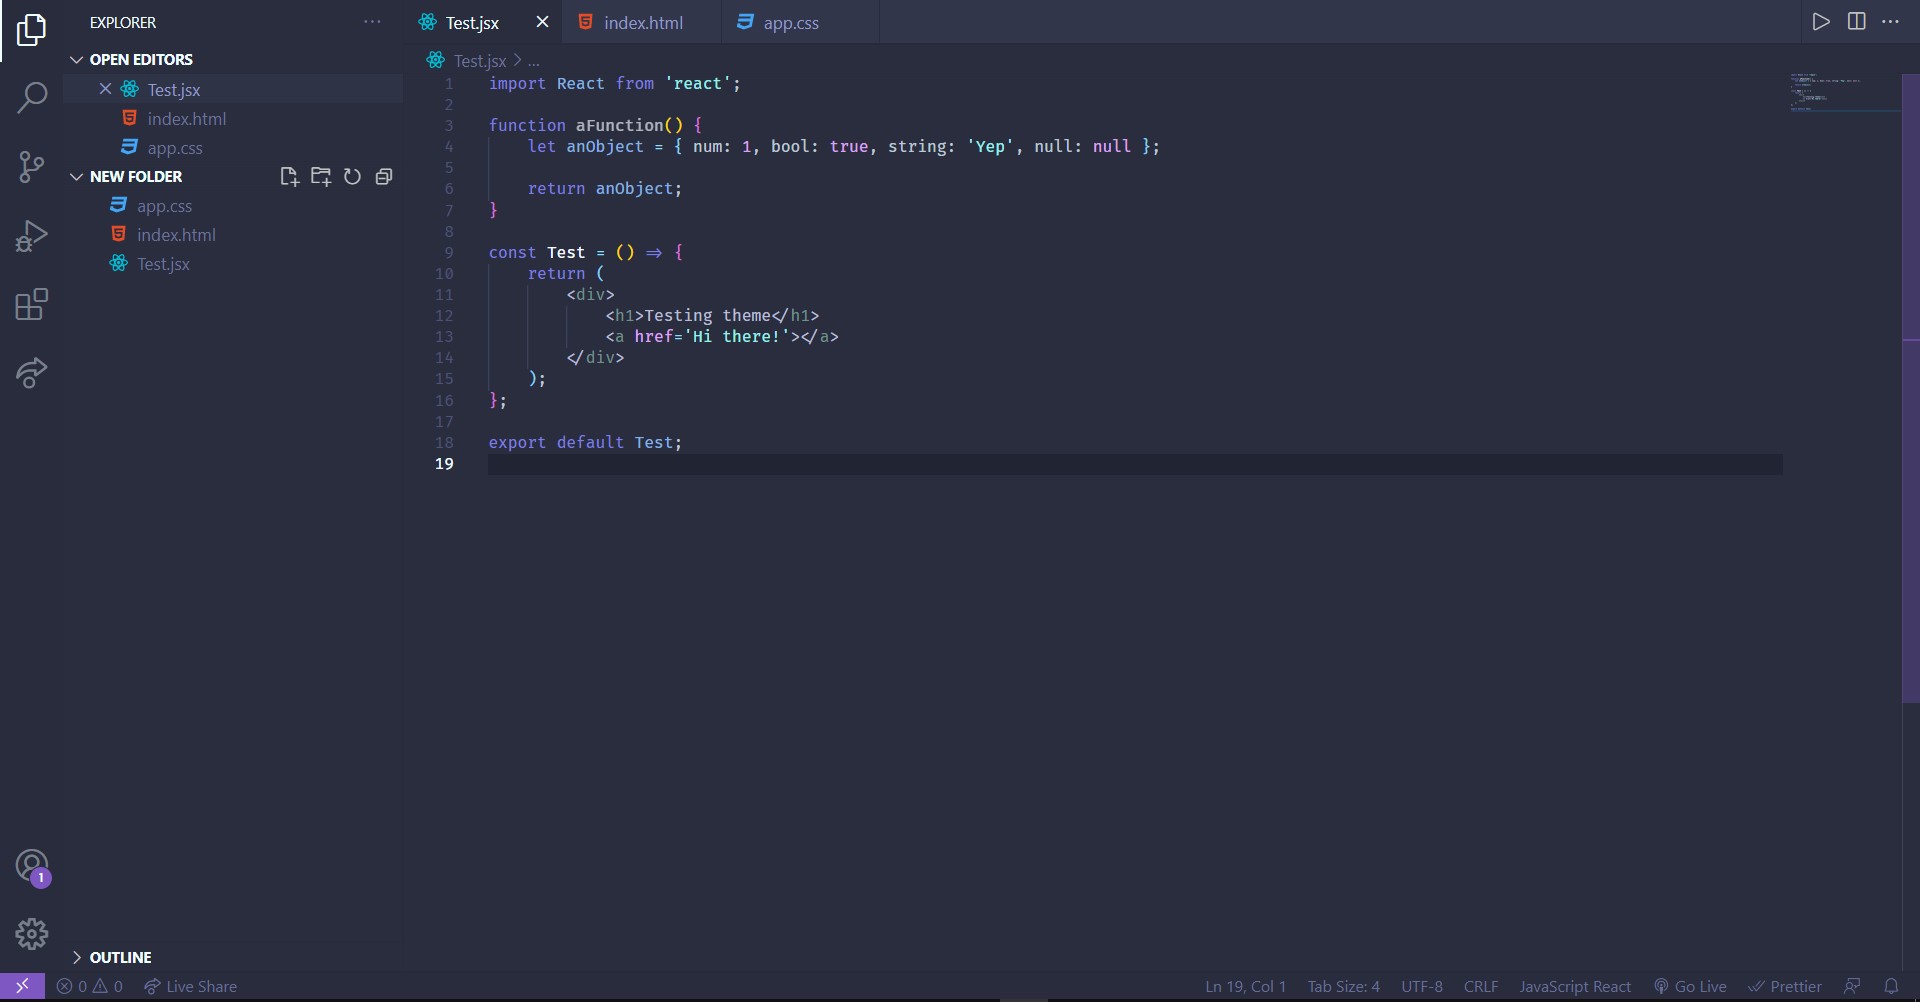 EXPLORER
OPEN EDITORS
Test.jsx
index.html
app.css
NEW FOLDER
app.css
index.html
Test.jsx
OUTLINE
1
Test.jsx
index.html
app.css
Test.jsx > ...
1 import React from 'react';
2
3 function aFunction() {
4 let anObject = { num: 1, bool: true, string: 'Yep', null: null };
5
6 return anObject;
7 }
8
9 const Test = () => {
10 return (
11 <div>
12 <h1>Testing theme</h1>
13 <a href='Hi there!'></a>
14 </div>
15 );
16 };
17
18 export default Test;
19
0 0 Live Share
Ln 19, Col 1 Tab Size: 4 UTF-8 CRLF JavaScript React Go Live Prettier